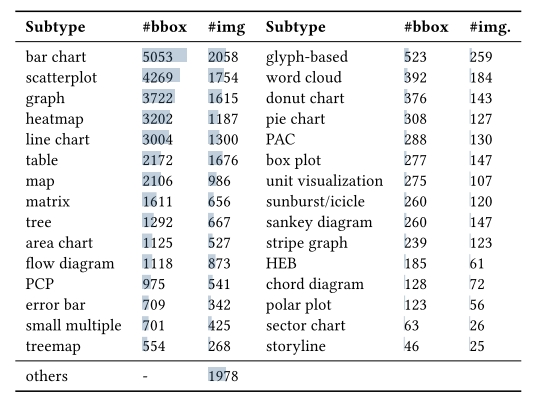 Subtype #bbox #img Subtype #bbox #img.
bar chart 5053 2058 glyph-based 523 259
scatterplot 4269 1754 word cloud 392 184
graph 3722 1615 donut chart 376 143
heatmap 3202 1187 pie chart 308 127
line chart 3004 1300 PAC 288 130
table 2172 1676 box plot 277 147
map 2106 986 unit visualization 275 107
matrix 1611 656 sunburst/icicle 260 120
tree 1292 667 sankey diagram 260 147
area chart 1125 527 stripe graph 239 123
flow diagram 1118 873 HEB 185 61
PCP 975 541 chord diagram 128 72
error bar 709 342 polar plot 123 56
small multiple 701 425 sector chart 63 26
treemap 554 268 storyline 46 25
others - 1978